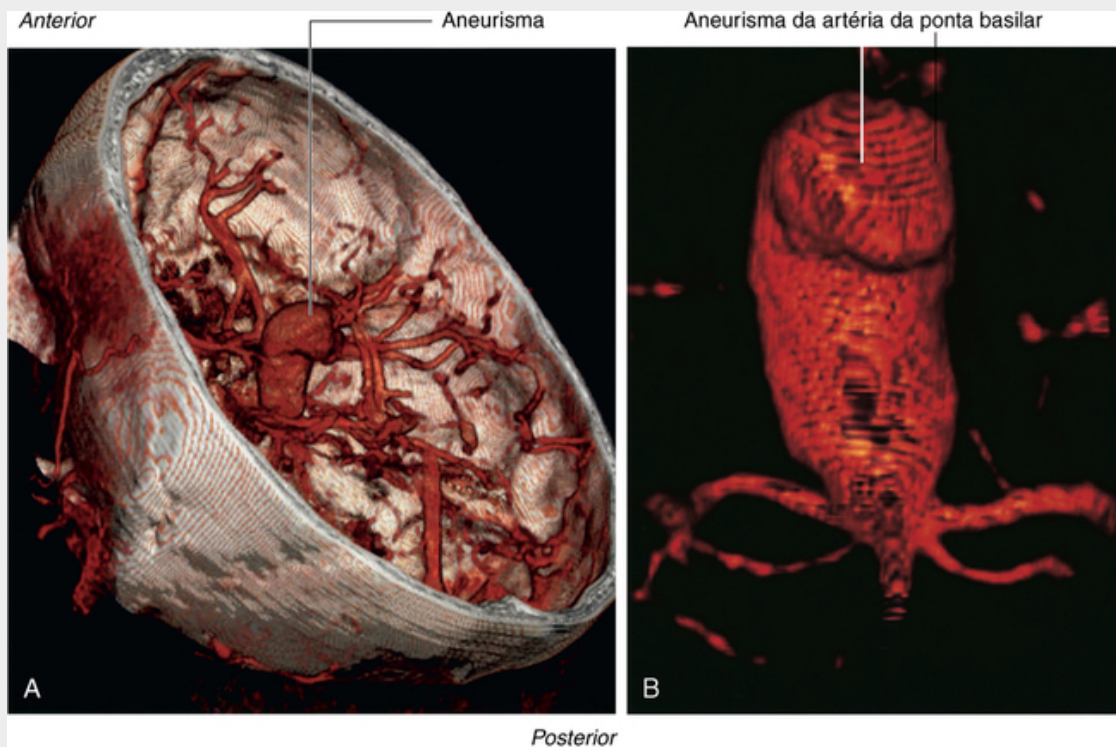 Anterior
Aneurisma
Aneurisma da artéria da ponta basilar
A
B
Posterior